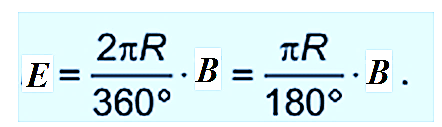 E = 2πR / 360° · B = πR / 180° · B .